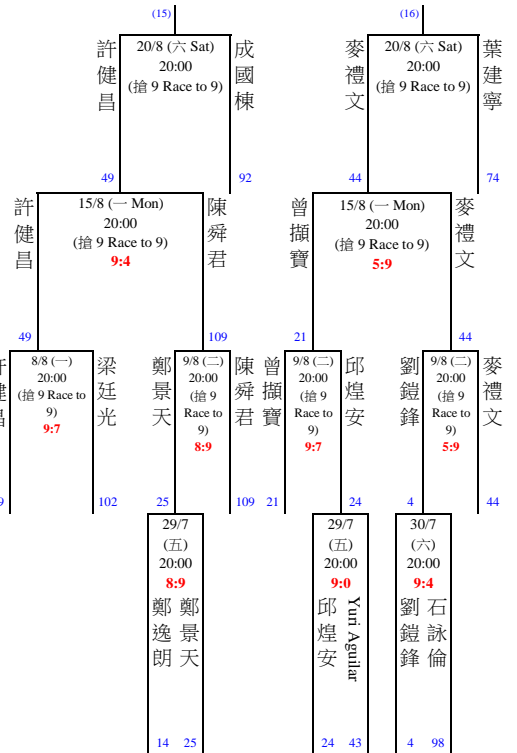 (15)
(16)
許健昌
20/8 (六 Sat)
20:00
(搶 9 Race to 9)
成國棟
麥禮文
20/8 (六 Sat)
20:00
(搶 9 Race to 9)
葉建寧
49
92
44
74
許健昌
15/8 (一 Mon)
20:00
(搶 9 Race to 9)
9:4
陳舜君
曾擷寶
15/8 (一 Mon)
20:00
(搶 9 Race to 9)
5:9
麥禮文
49
109
21
44
8/8 (一)
20:00
(搶 9 Race to
9)
9:7
梁廷光
鄭景天
9/8 (二)
20:00
(搶 9
Race to
9)
8:9
陳舜君
曾擷寶
9/8 (二)
20:00
(搶 9
Race to
9)
9:7
邱煌安
劉鎧鋒
9/8 (二)
20:00
(搶 9
Race to
9)
5:9
麥禮文
9
102
25
109
21
24
4
44
29/7
(五)
20:00
8:9
鄭逸朗
鄭景天
29/7
(五)
20:00
9:0
邱煌安
Yuri Aguilar
30/7
(六)
20:00
9:4
劉鎧鋒
石詠倫
14
25
24
43
4
98